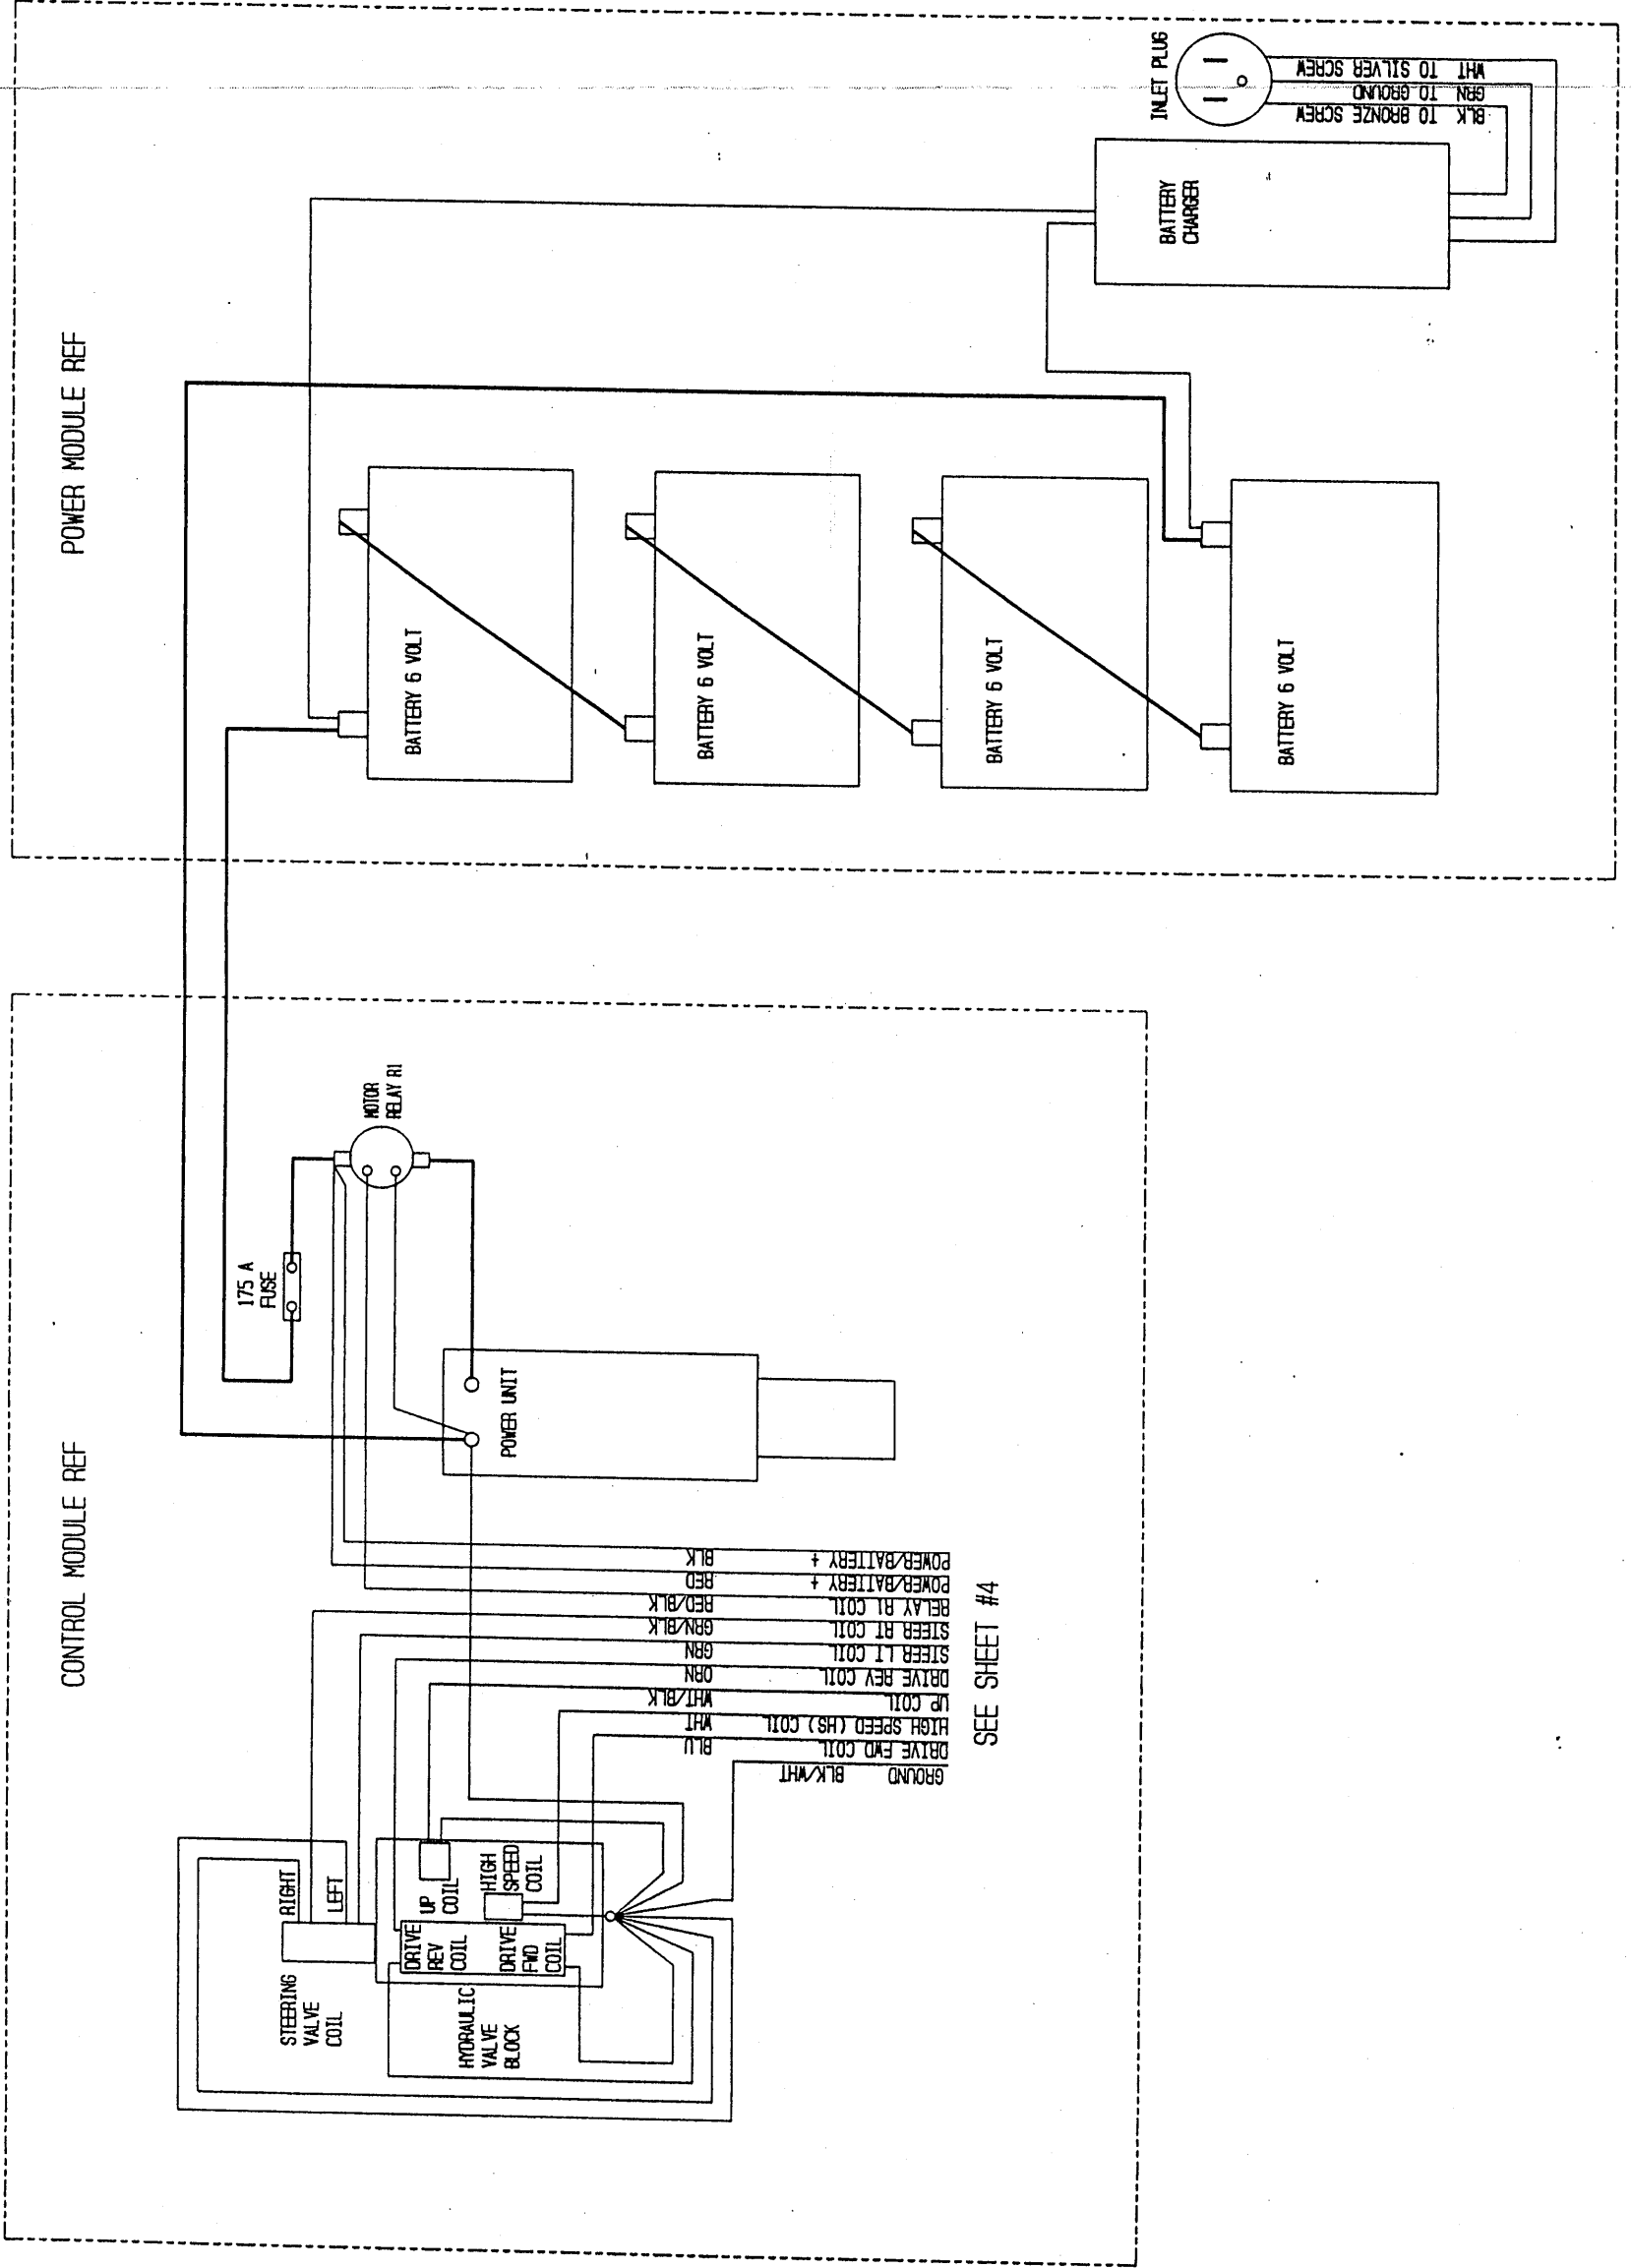 POWER MODULE REF
INLET PLUG
WHT TO SILVER SCREW
GRN TO GROUND
BLK TO BRONZE SCREW
BATTERY
CHARGER
BATTERY 6 VOLT
BATTERY 6 VOLT
BATTERY 6 VOLT
BATTERY 6 VOLT
CONTROL MODULE REF
MOTOR
RELAY R1
175 A
FUSE
POWER UNIT
BLK POWER/BATTERY +
RED POWER/BATTERY +
RED/BLK RELAY R1 COIL
GRN/BLK STEER RT COIL
GRN STEER LT COIL
ORN DRIVE REV COIL
WHT/BLK UP COIL
WHT HIGH SPEED (HS) COIL
BLU DRIVE FWD COIL
GROUND BLK/WHT
SEE SHEET #4
RIGHT
LEFT
STEERING
VALVE
COIL
UP
COIL
HIGH
SPEED
COIL
DRIVE
REV
COIL
DRIVE
FWD
COIL
HYDRAULIC
VALVE
BLOCK